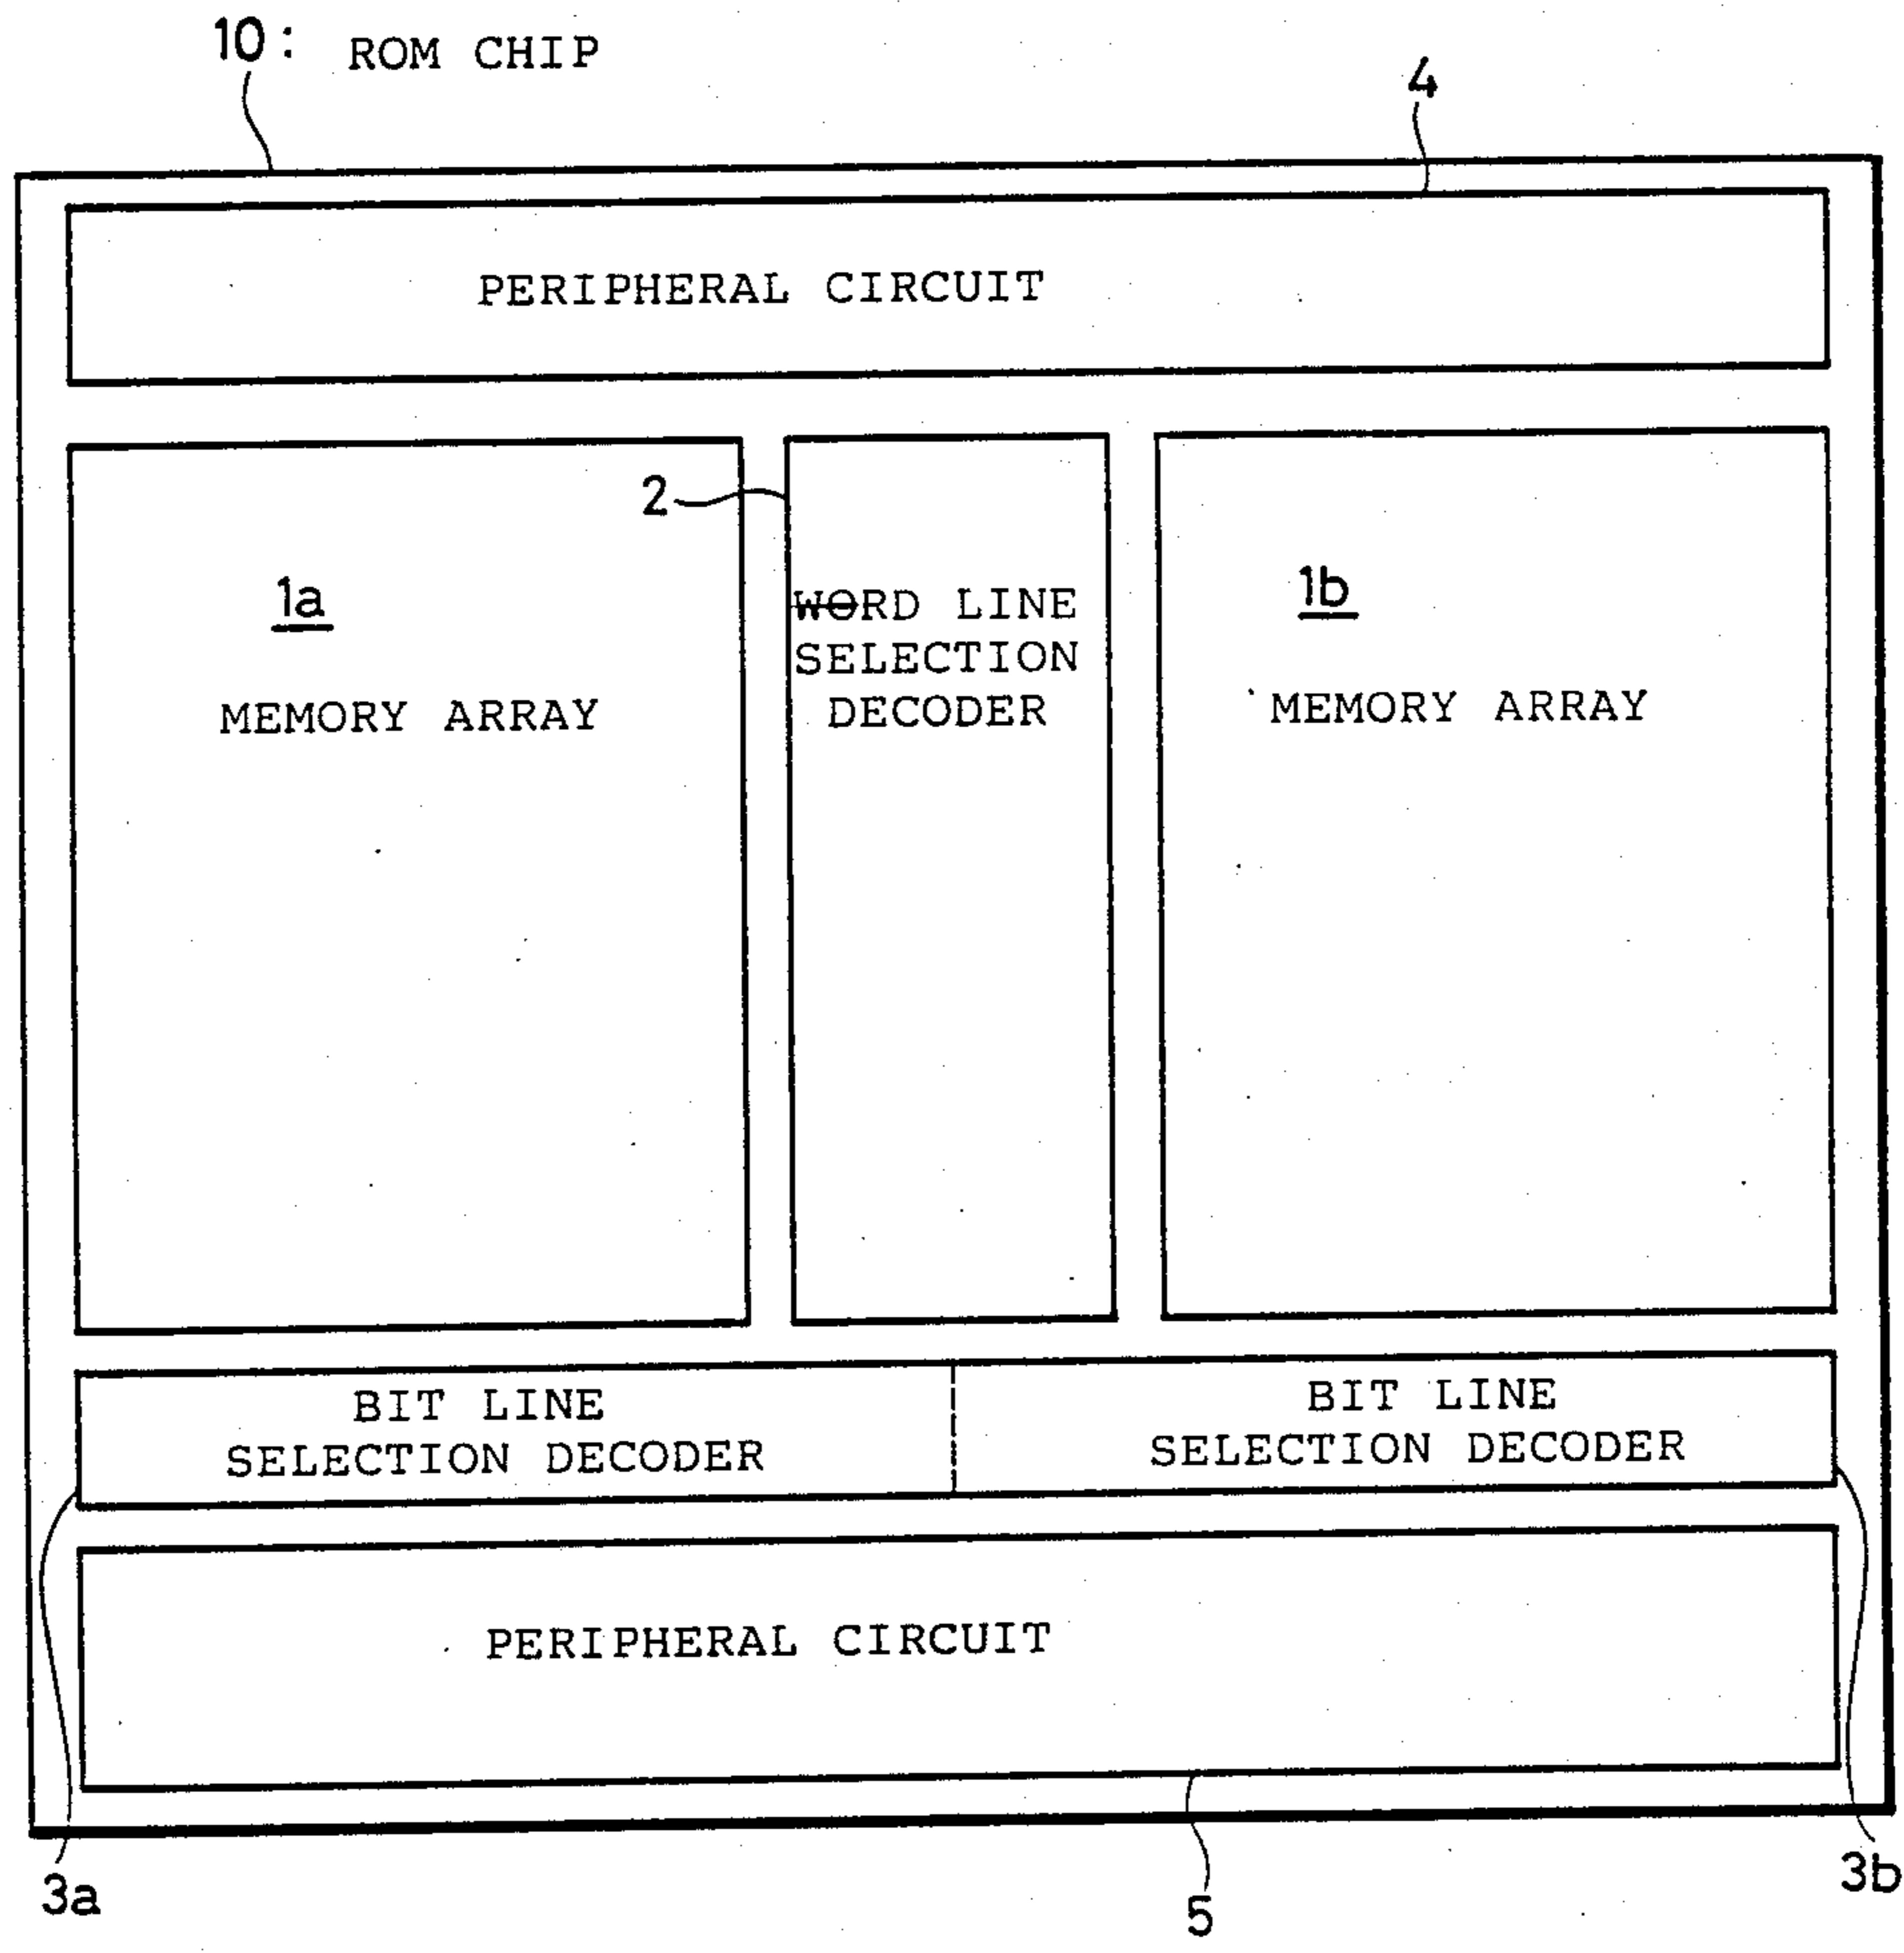 10: ROM CHIP
4
PERIPHERAL CIRCUIT
2
1a
MEMORY ARRAY
WORD LINE
SELECTION
DECODER
1b
MEMORY ARRAY
BIT LINE
SELECTION DECODER
BIT LINE
SELECTION DECODER
PERIPHERAL CIRCUIT
3a
5
3b